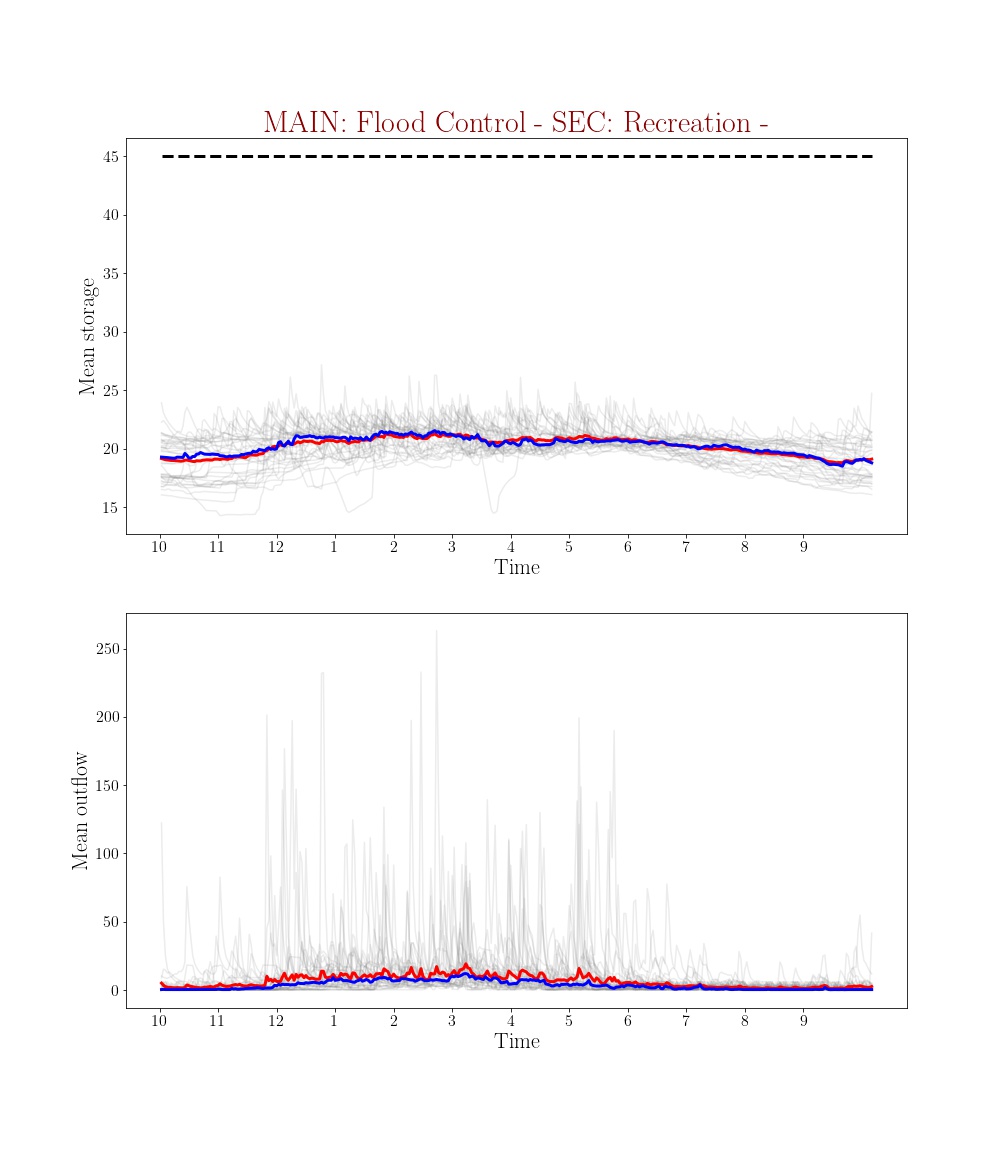 MAIN: Flood Control - SEC: Recreation -
45
40
35
30
25
20
15
Mean storage
10 11 12 1 2 3 4 5 6 7 8 9
Time
250
200
150
100
50
0
Mean outflow
10 11 12 1 2 3 4 5 6 7 8 9
Time